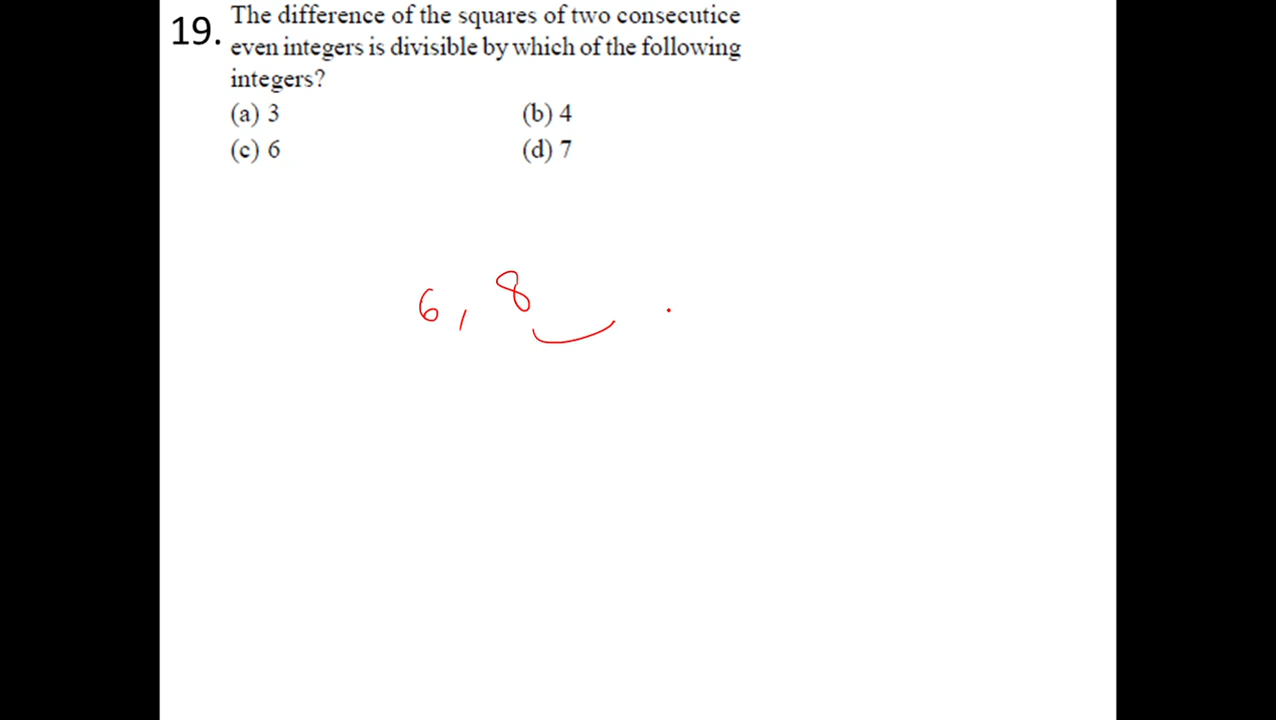 19. The difference of the squares of two consecutice
even integers is divisible by which of the following
integers?
(a) 3 (b) 4
(c) 6 (d) 7
6, 8